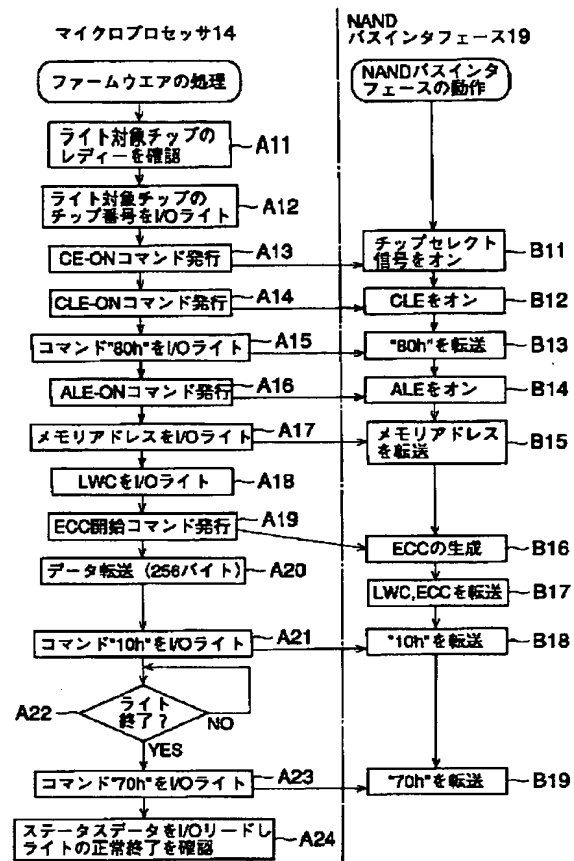 マイクロプロセッサ14
ファームウエアの処理
ライト対象チップの
レディーを確認
A11
ライト対象チップの
チップ番号をI/Oライト
A12
CE-ONコマンド発行
A13
CLE-ONコマンド発行
A14
コマンド"80h"をI/Oライト
A15
ALE-ONコマンド発行
A16
メモリアドレスをI/Oライト
A17
LWCをI/Oライト
A18
ECC開始コマンド発行
A19
データ転送(256バイト)
A20
コマンド"10h"をI/Oライト
A21
ライト
終了?
A22
NO
YES
コマンド"70h"をI/Oライト
A23
ステータスデータをI/Oリードし
ライトの正常終了を確認
A24
NAND
バスインタフェース19
NANDバスインタ
フェースの動作
チップセレクト
信号をオン
B11
CLEをオン
B12
"80h"を転送
B13
ALEをオン
B14
メモリアドレス
を転送
B15
ECCの生成
B16
LWC,ECCを転送
B17
"10h"を転送
B18
"70h"を転送
B19